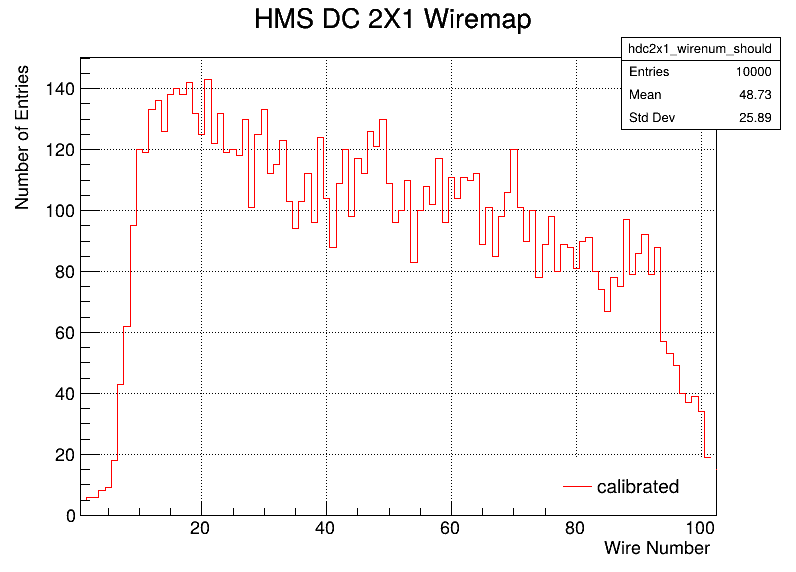 HMS DC 2X1 Wiremap
hdc2x1_wirenum_should
Entries 10000
Mean 48.73
Std Dev 25.89
Number of Entries
140
120
100
80
60
40
20
0
calibrated
20 40 60 80 100
Wire Number